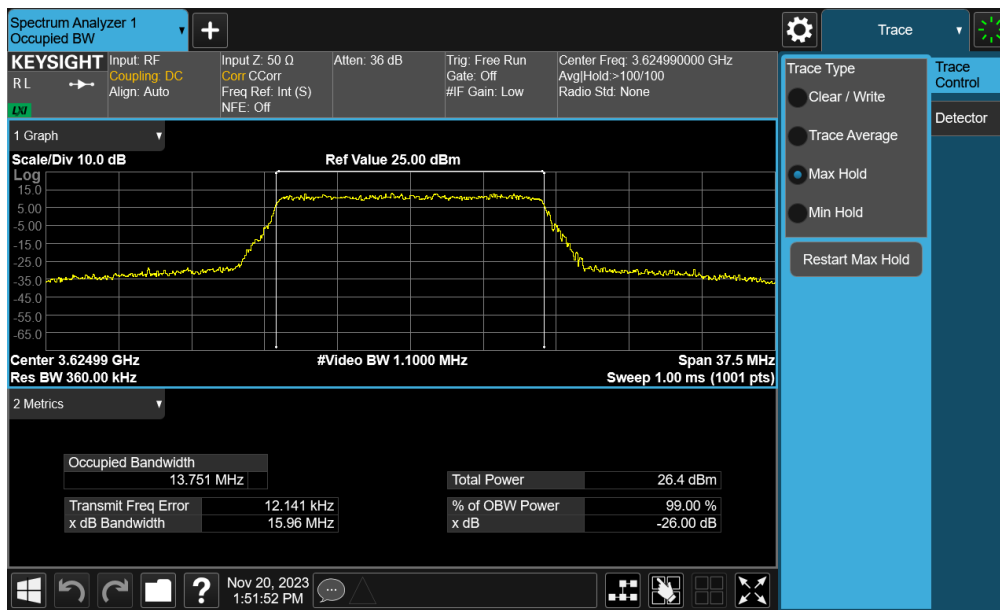 Spectrum Analyzer 1
Occupied BW
+
Trace
KEYSIGHT
R L
LXI
Input: RF
Coupling: DC
Align: Auto
Input Z: 50 Ω
Corr CCorr
Freq Ref: Int (S)
NFE: Off
Atten: 36 dB
Trig: Free Run
Gate: Off
#IF Gain: Low
Center Freq: 3.624990000 GHz
Avg|Hold:>100/100
Radio Std: None
Trace Type
Clear / Write
Trace Average
Max Hold
Min Hold
Restart Max Hold
Trace
Control
Detector
1 Graph
Scale/Div 10.0 dB
Ref Value 25.00 dBm
Log
15.0
5.00
-5.00
-15.0
-25.0
-35.0
-45.0
-55.0
-65.0
Center 3.62499 GHz
#Video BW 1.1000 MHz
Span 37.5 MHz
Res BW 360.00 kHz
Sweep 1.00 ms (1001 pts)
2 Metrics
Occupied Bandwidth
13.751 MHz
Total Power 26.4 dBm
Transmit Freq Error 12.141 kHz
% of OBW Power 99.00 %
x dB Bandwidth 15.96 MHz
x dB -26.00 dB
?
Nov 20, 2023
1:51:52 PM